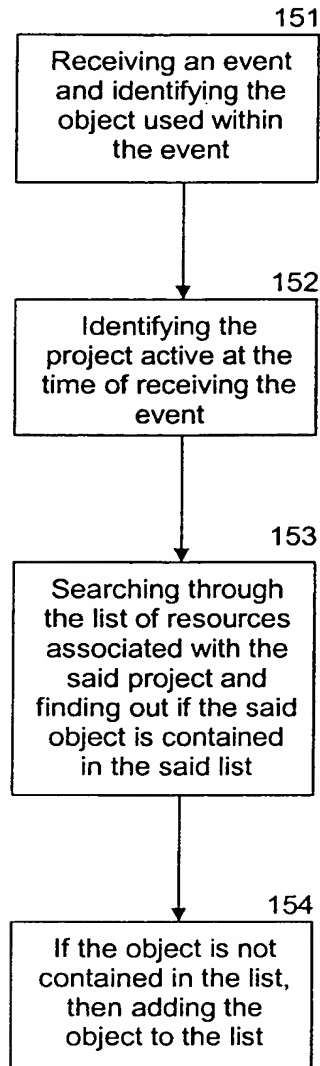 151
Receiving an event
and identifying the
object used within
the event
152
Identifying the
project active at the
time of receiving the
event
153
Searching through
the list of resources
associated with the
said project and
finding out if the said
object is contained
in the said list
154
If the object is not
contained in the list,
then adding the
object to the list